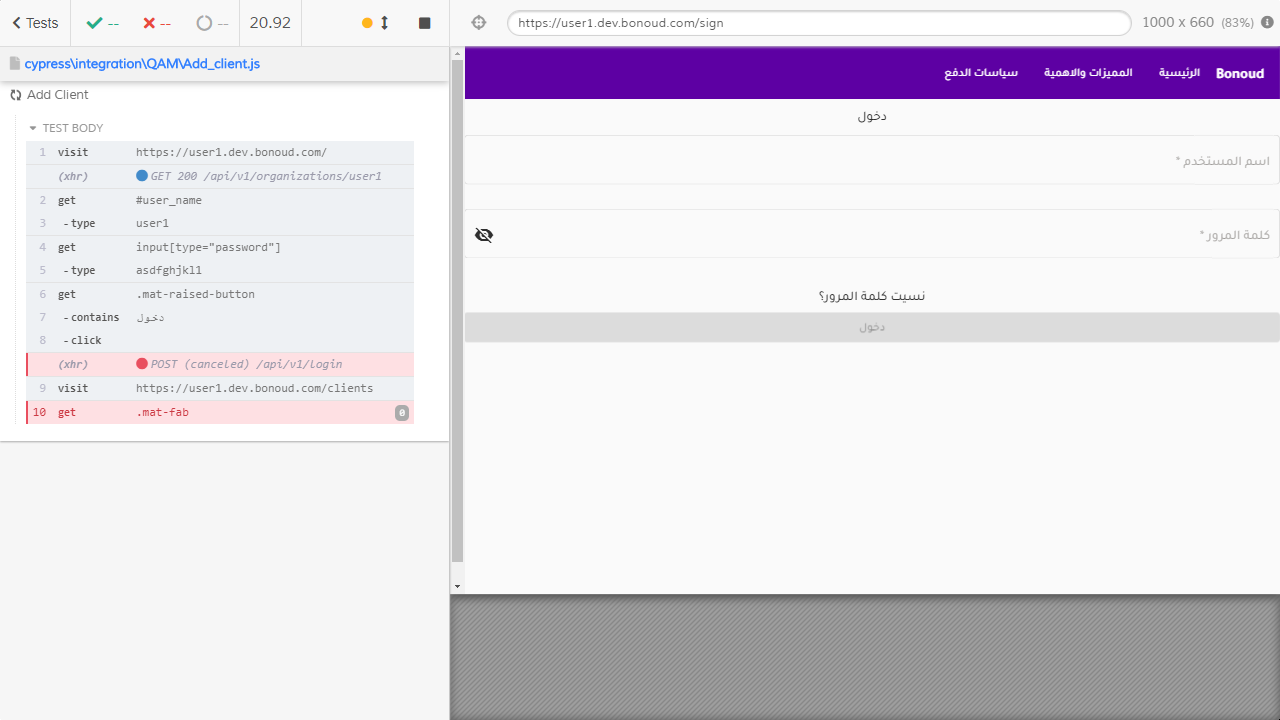 Tests -- -- -- 20.92
https://user1.dev.bonoud.com/sign 1000 x 660 (83%)
cypress\integration\QAM\Add_client.js
Add Client
TEST BODY
1 visit https://user1.dev.bonoud.com/
(xhr) GET 200 /api/v1/organizations/user1
2 get #user_name
3 - type user1
4 get input[type="password"]
5 - type asdfghjkl1
6 get .mat-raised-button
7 - contains دخول
8 - click
(xhr) POST (canceled) /api/v1/login
9 visit https://user1.dev.bonoud.com/clients
10 get .mat-fab 0
Bonoud الرئيسية المميزات والاهمية سياسات الدفع
دخول
اسم المستخدم *
كلمة المرور *
نسيت كلمة المرور؟
دخول